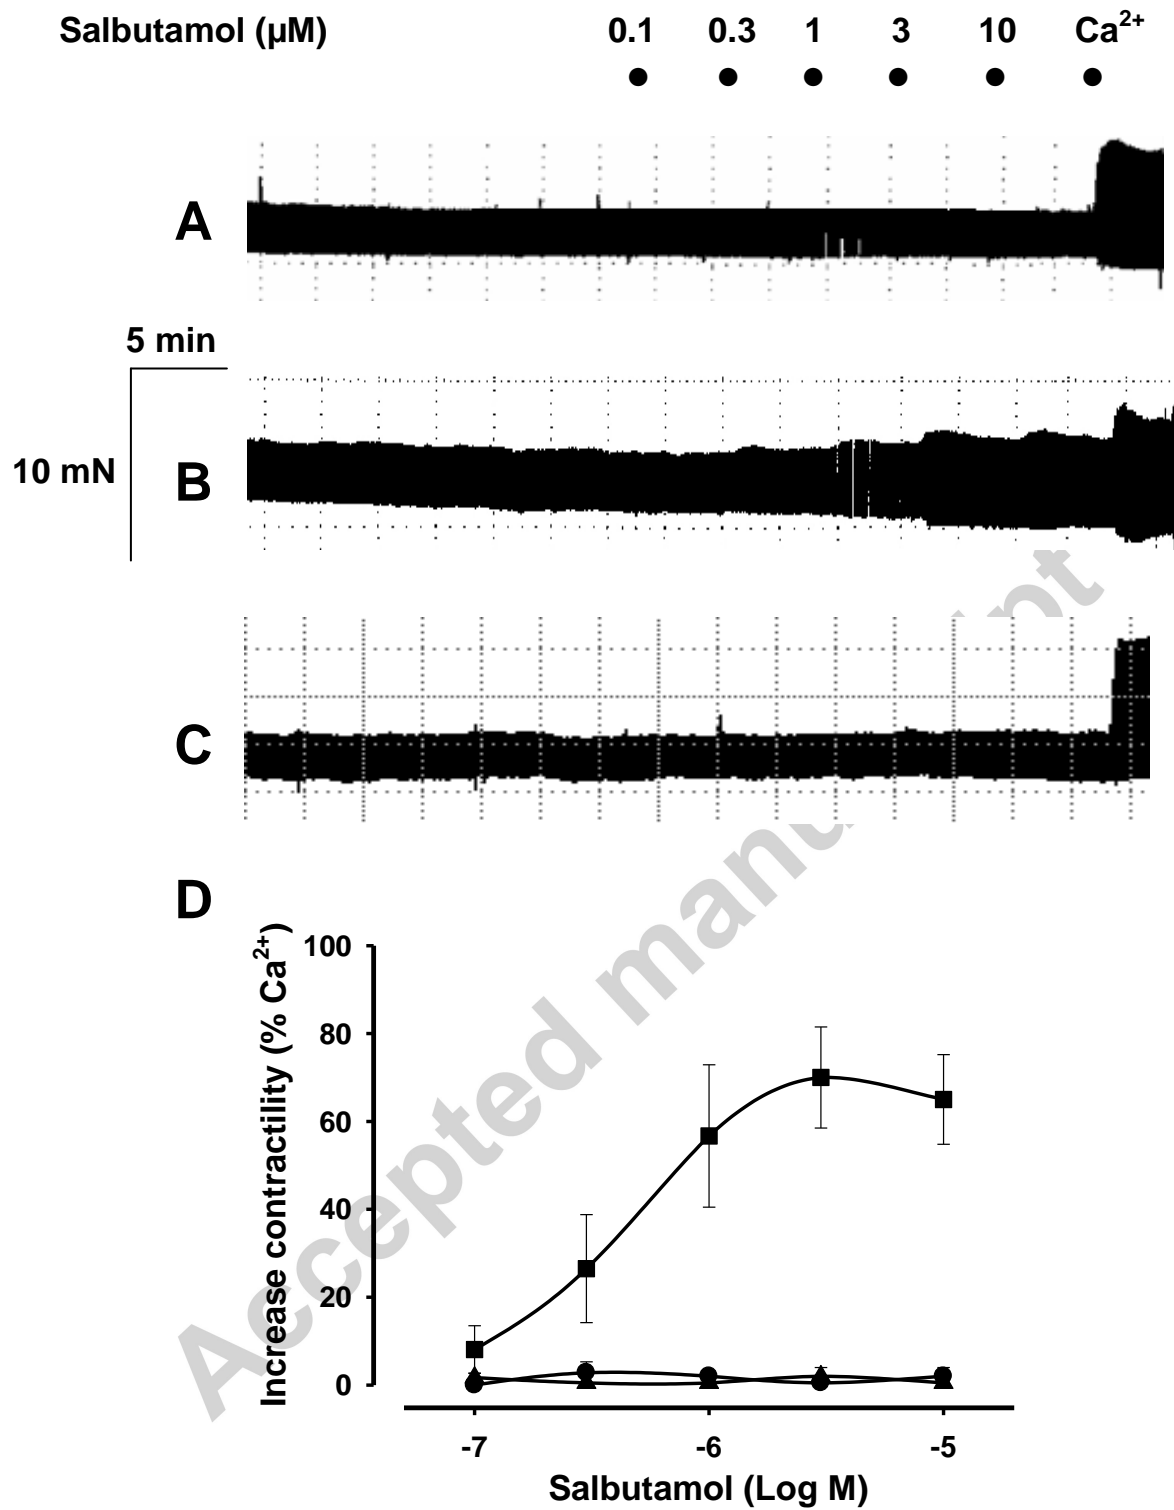 Salbutamol (µM) 0.1 0.3 1 3 10 Ca²⁺
A
5 min
10 mN
B
C
D
Increase contractility (% Ca²⁺)
100
80
60
40
20
0
-7 -6 -5
Salbutamol (Log M)
Accepted manuscript